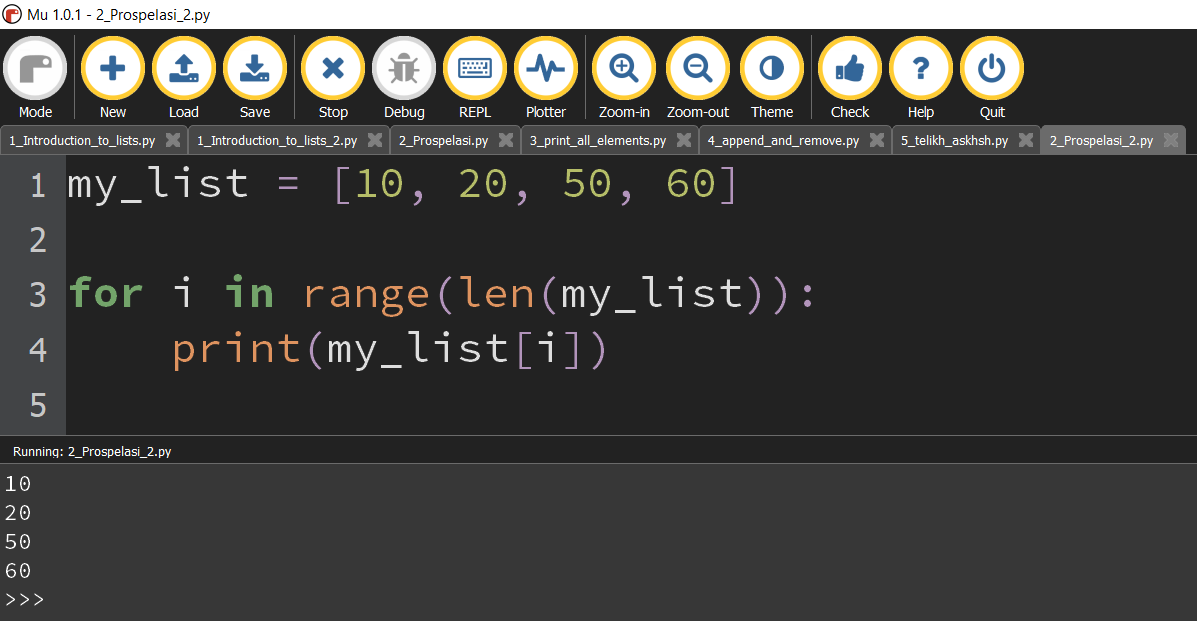 Mu 1.0.1 - 2_Prospelasi_2.py
Mode New Load Save Stop Debug REPL Plotter Zoom-in Zoom-out Theme Check Help Quit
1_Introduction_to_lists.py 1_Introduction_to_lists_2.py 2_Prospelasi.py 3_print_all_elements.py 4_append_and_remove.py 5_telikh_askhsh.py 2_Prospelasi_2.py
1 my_list = [10, 20, 50, 60]
2
3 for i in range(len(my_list)):
4     print(my_list[i])
5
Running: 2_Prospelasi_2.py
10
20
50
60
>>>